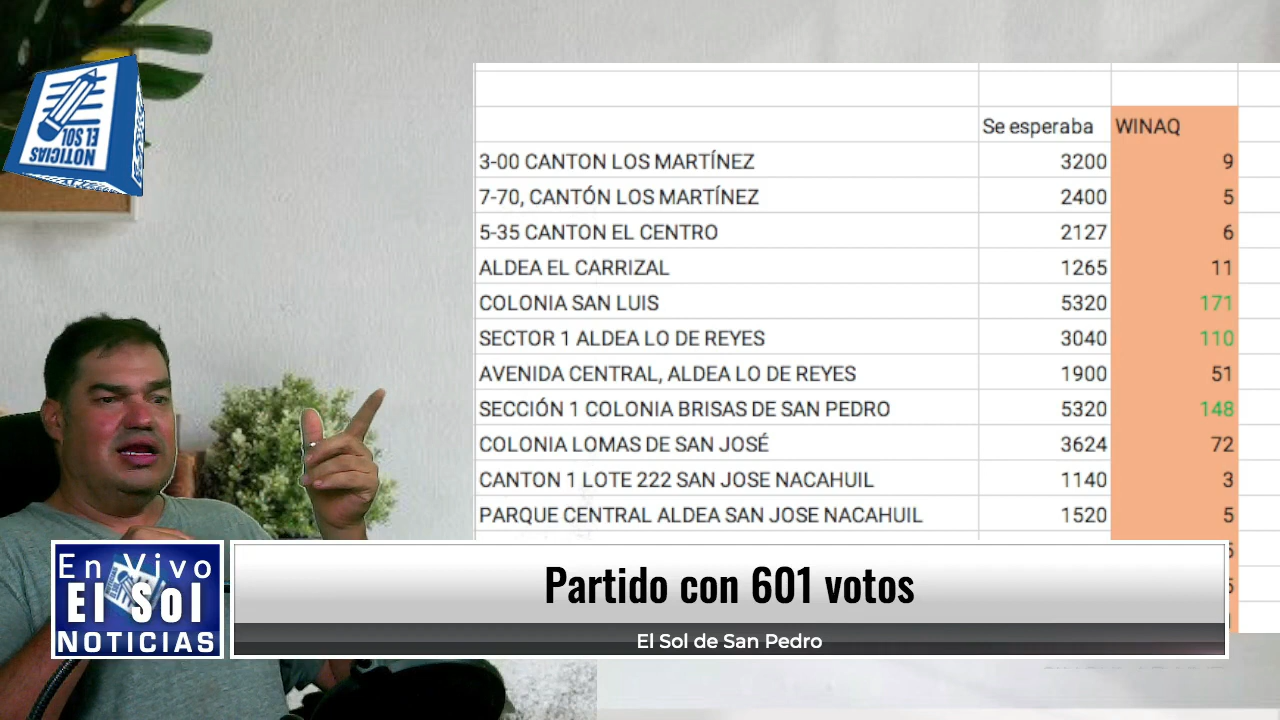 NOTICIAS
EL SOL
Se esperaba WINAQ
3-00 CANTON LOS MARTÍNEZ 3200 9
7-70, CANTÓN LOS MARTÍNEZ 2400 5
5-35 CANTON EL CENTRO 2127 6
ALDEA EL CARRIZAL 1265 11
COLONIA SAN LUIS 5320 171
SECTOR 1 ALDEA LO DE REYES 3040 110
AVENIDA CENTRAL, ALDEA LO DE REYES 1900 51
SECCIÓN 1 COLONIA BRISAS DE SAN PEDRO 5320 148
COLONIA LOMAS DE SAN JOSÉ 3624 72
CANTON 1 LOTE 222 SAN JOSE NACAHUIL 1140 3
PARQUE CENTRAL ALDEA SAN JOSE NACAHUIL 1520 5
En Vivo
El Sol
NOTICIAS
Partido con 601 votos
El Sol de San Pedro